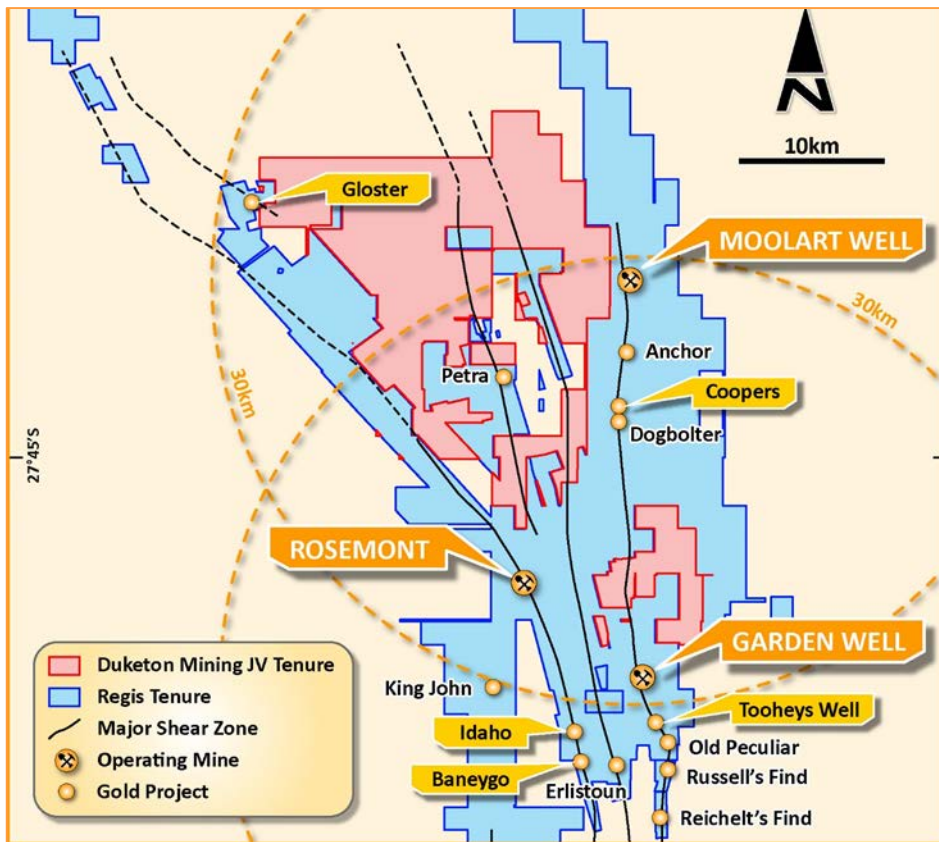 N
10km
Gloster
MOOLART WELL
30km
30km
Anchor
Petra
Coopers
Dogbolter
27°45'S
ROSEMONT
GARDEN WELL
King John
Tooheys Well
Idaho
Old Peculiar
Baneygo
Russell's Find
Erlistoun
Reichelt's Find
Duketon Mining JV Tenure
Regis Tenure
Major Shear Zone
Operating Mine
Gold Project